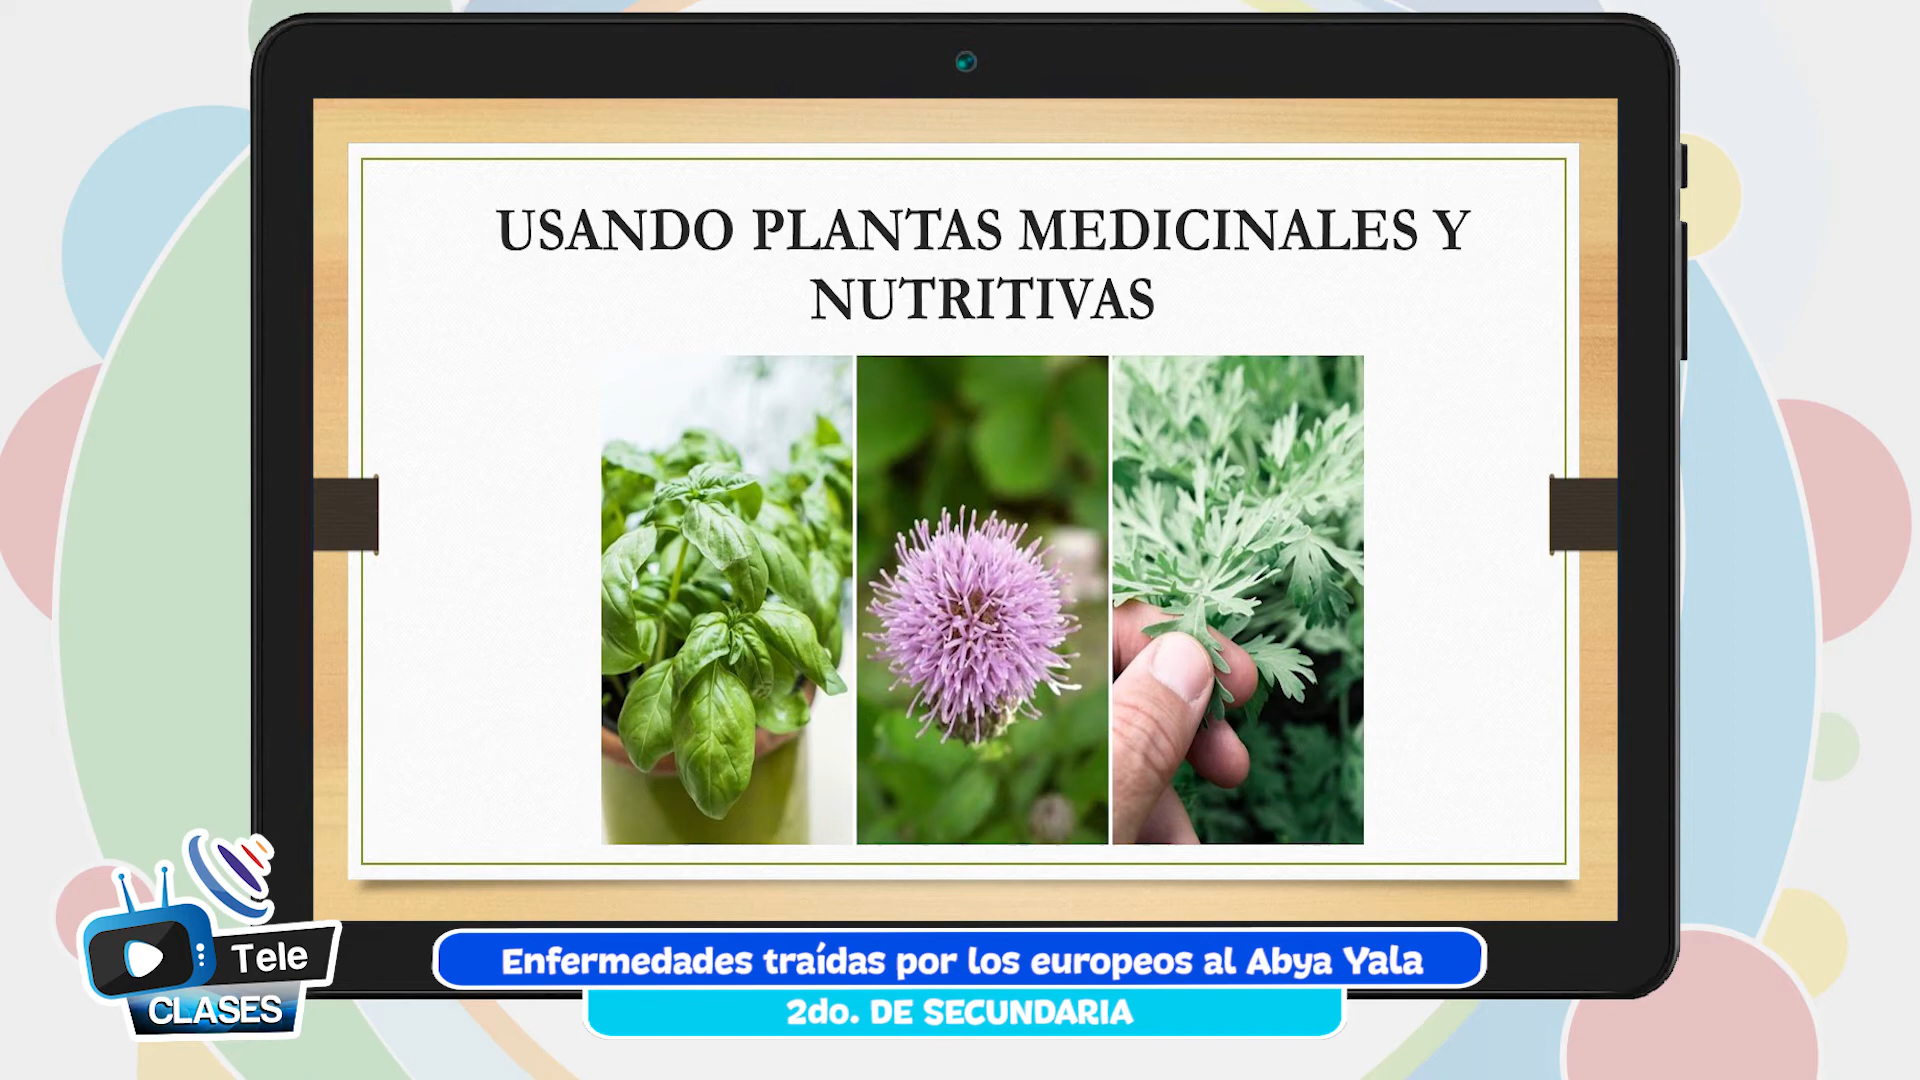 USANDO PLANTAS MEDICINALES Y
NUTRITIVAS
Tele
CLASES
Enfermedades traídas por los europeos al Abya Yala
2do. DE SECUNDARIA